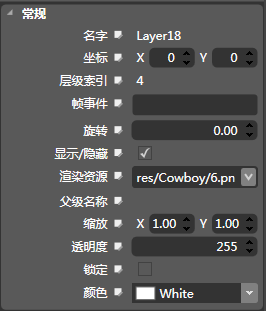 常规
名字 Layer18
坐标 X 0 Y 0
层级索引 4
帧事件
旋转 0.00
显示/隐藏
渲染资源 res/Cowboy/6.pn
父级名称
缩放 X 1.00 Y 1.00
透明度 255
锁定
颜色 White